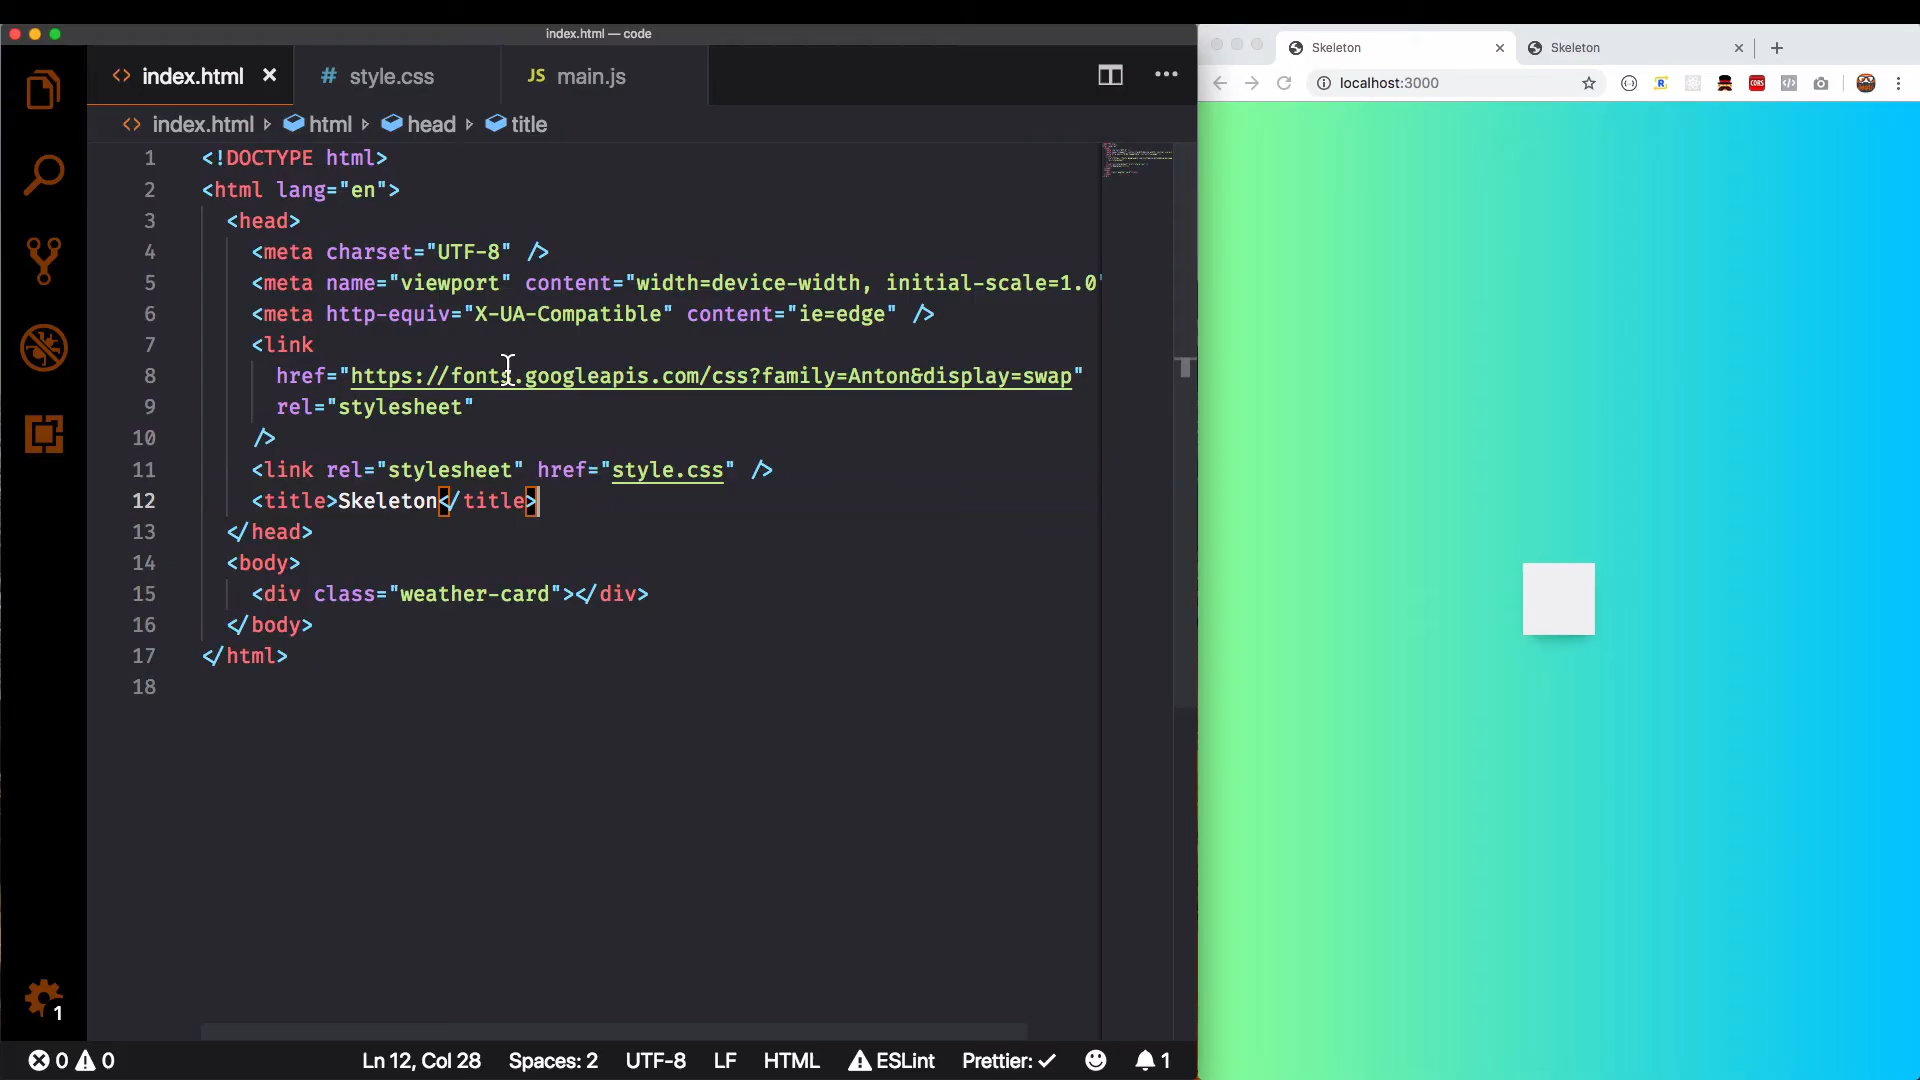 index.html — code
<> index.html ×
# style.css
JS main.js
•••
<> index.html ▹ html ▹ head ▹ title
1 <!DOCTYPE html>
2 <html lang="en">
3 <head>
4 <meta charset="UTF-8" />
5 <meta name="viewport" content="width=device-width, initial-scale=1.0"
6 <meta http-equiv="X-UA-Compatible" content="ie=edge" />
7 <link
8 href="https://fonts.googleapis.com/css?family=Anton&display=swap"
9 rel="stylesheet"
10 />
11 <link rel="stylesheet" href="style.css" />
12 <title>Skeleton</title>
13 </head>
14 <body>
15 <div class="weather-card"></div>
16 </body>
17 </html>
18
1
0 0
Ln 12, Col 28
Spaces: 2
UTF-8
LF
HTML
ESLint
Prettier: ✓
1
Skeleton
Skeleton
localhost:3000
R
CORS